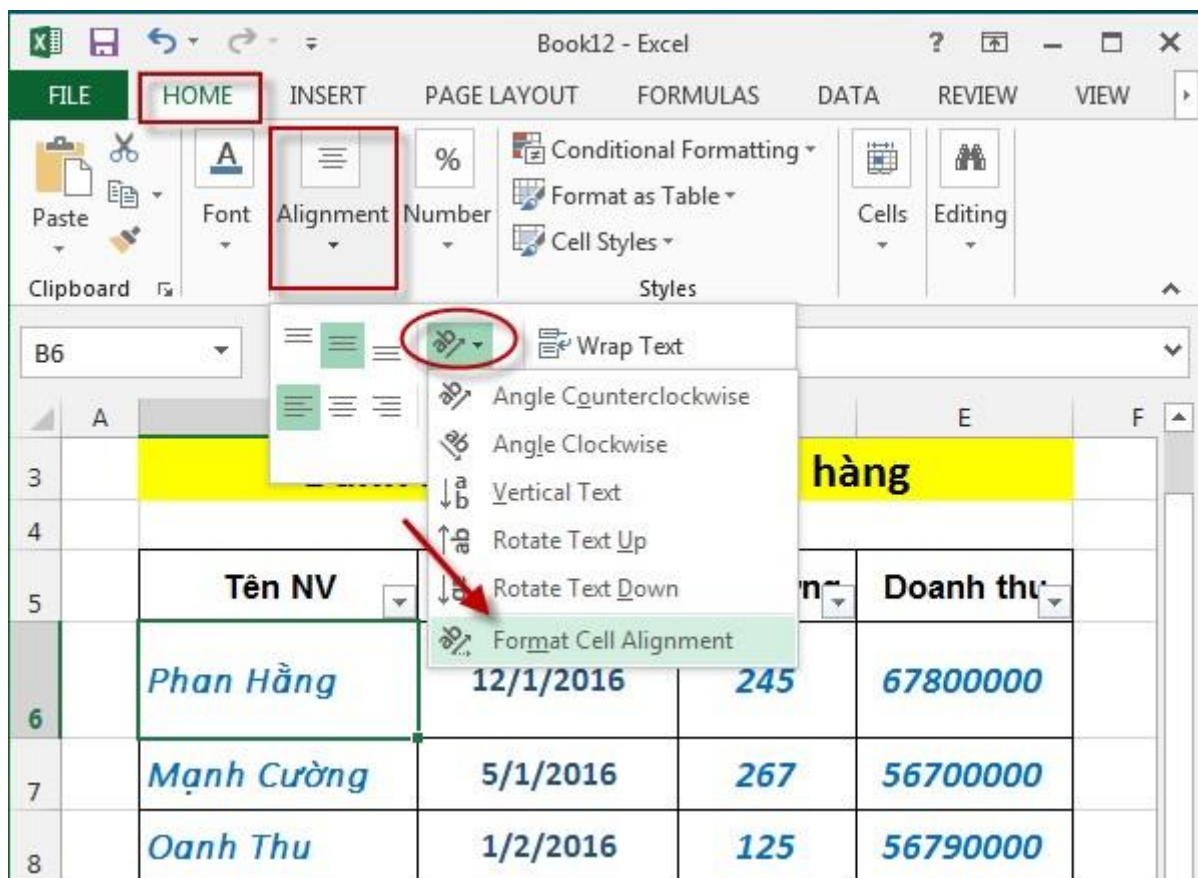 Book12 - Excel
FILE HOME INSERT PAGE LAYOUT FORMULAS DATA REVIEW VIEW
Paste
Clipboard
Font
Alignment
Number
Conditional Formatting
Format as Table
Cell Styles
Styles
Cells
Editing
B6
Wrap Text
Angle Counterclockwise
Angle Clockwise
Vertical Text
Rotate Text Up
Rotate Text Down
Format Cell Alignment
A E F
3 hàng
4
5 Tên NV Doanh thu
6 Phan Hằng 12/1/2016 245 67800000
7 Mạnh Cường 5/1/2016 267 56700000
8 Oanh Thu 1/2/2016 125 56790000